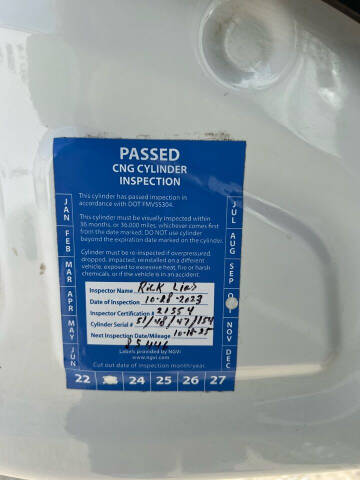 PASSED
CNG CYLINDER
INSPECTION
This cylinder has passed inspection in
accordance with DOT FMVSS304.
This cylinder must be visually inspected within
36 months, or 36,000 miles, whichever comes first
from the date marked. DO NOT use cylinder
beyond the expiration date marked on the cylinder.
Cylinder must be re-inspected if overpressured,
dropped, impacted, reinstalled on a different
vehicle, exposed to excessive heat, fire or harsh
chemicals, or if the vehicle is in an accident.
Inspector Name Rick
Date of Inspection 10-28-2023
Inspector Certification # 21354
Cylinder Serial # 51/48/47/154
Next Inspection Date/Mileage
Labels provided by NGVi
www.ngvi.com
Cut out date of inspection month/year.
JAN
FEB
MAR
APR
MAY
JUN
JUL
AUG
SEP
NOV
DEC
22 24 25 26 27